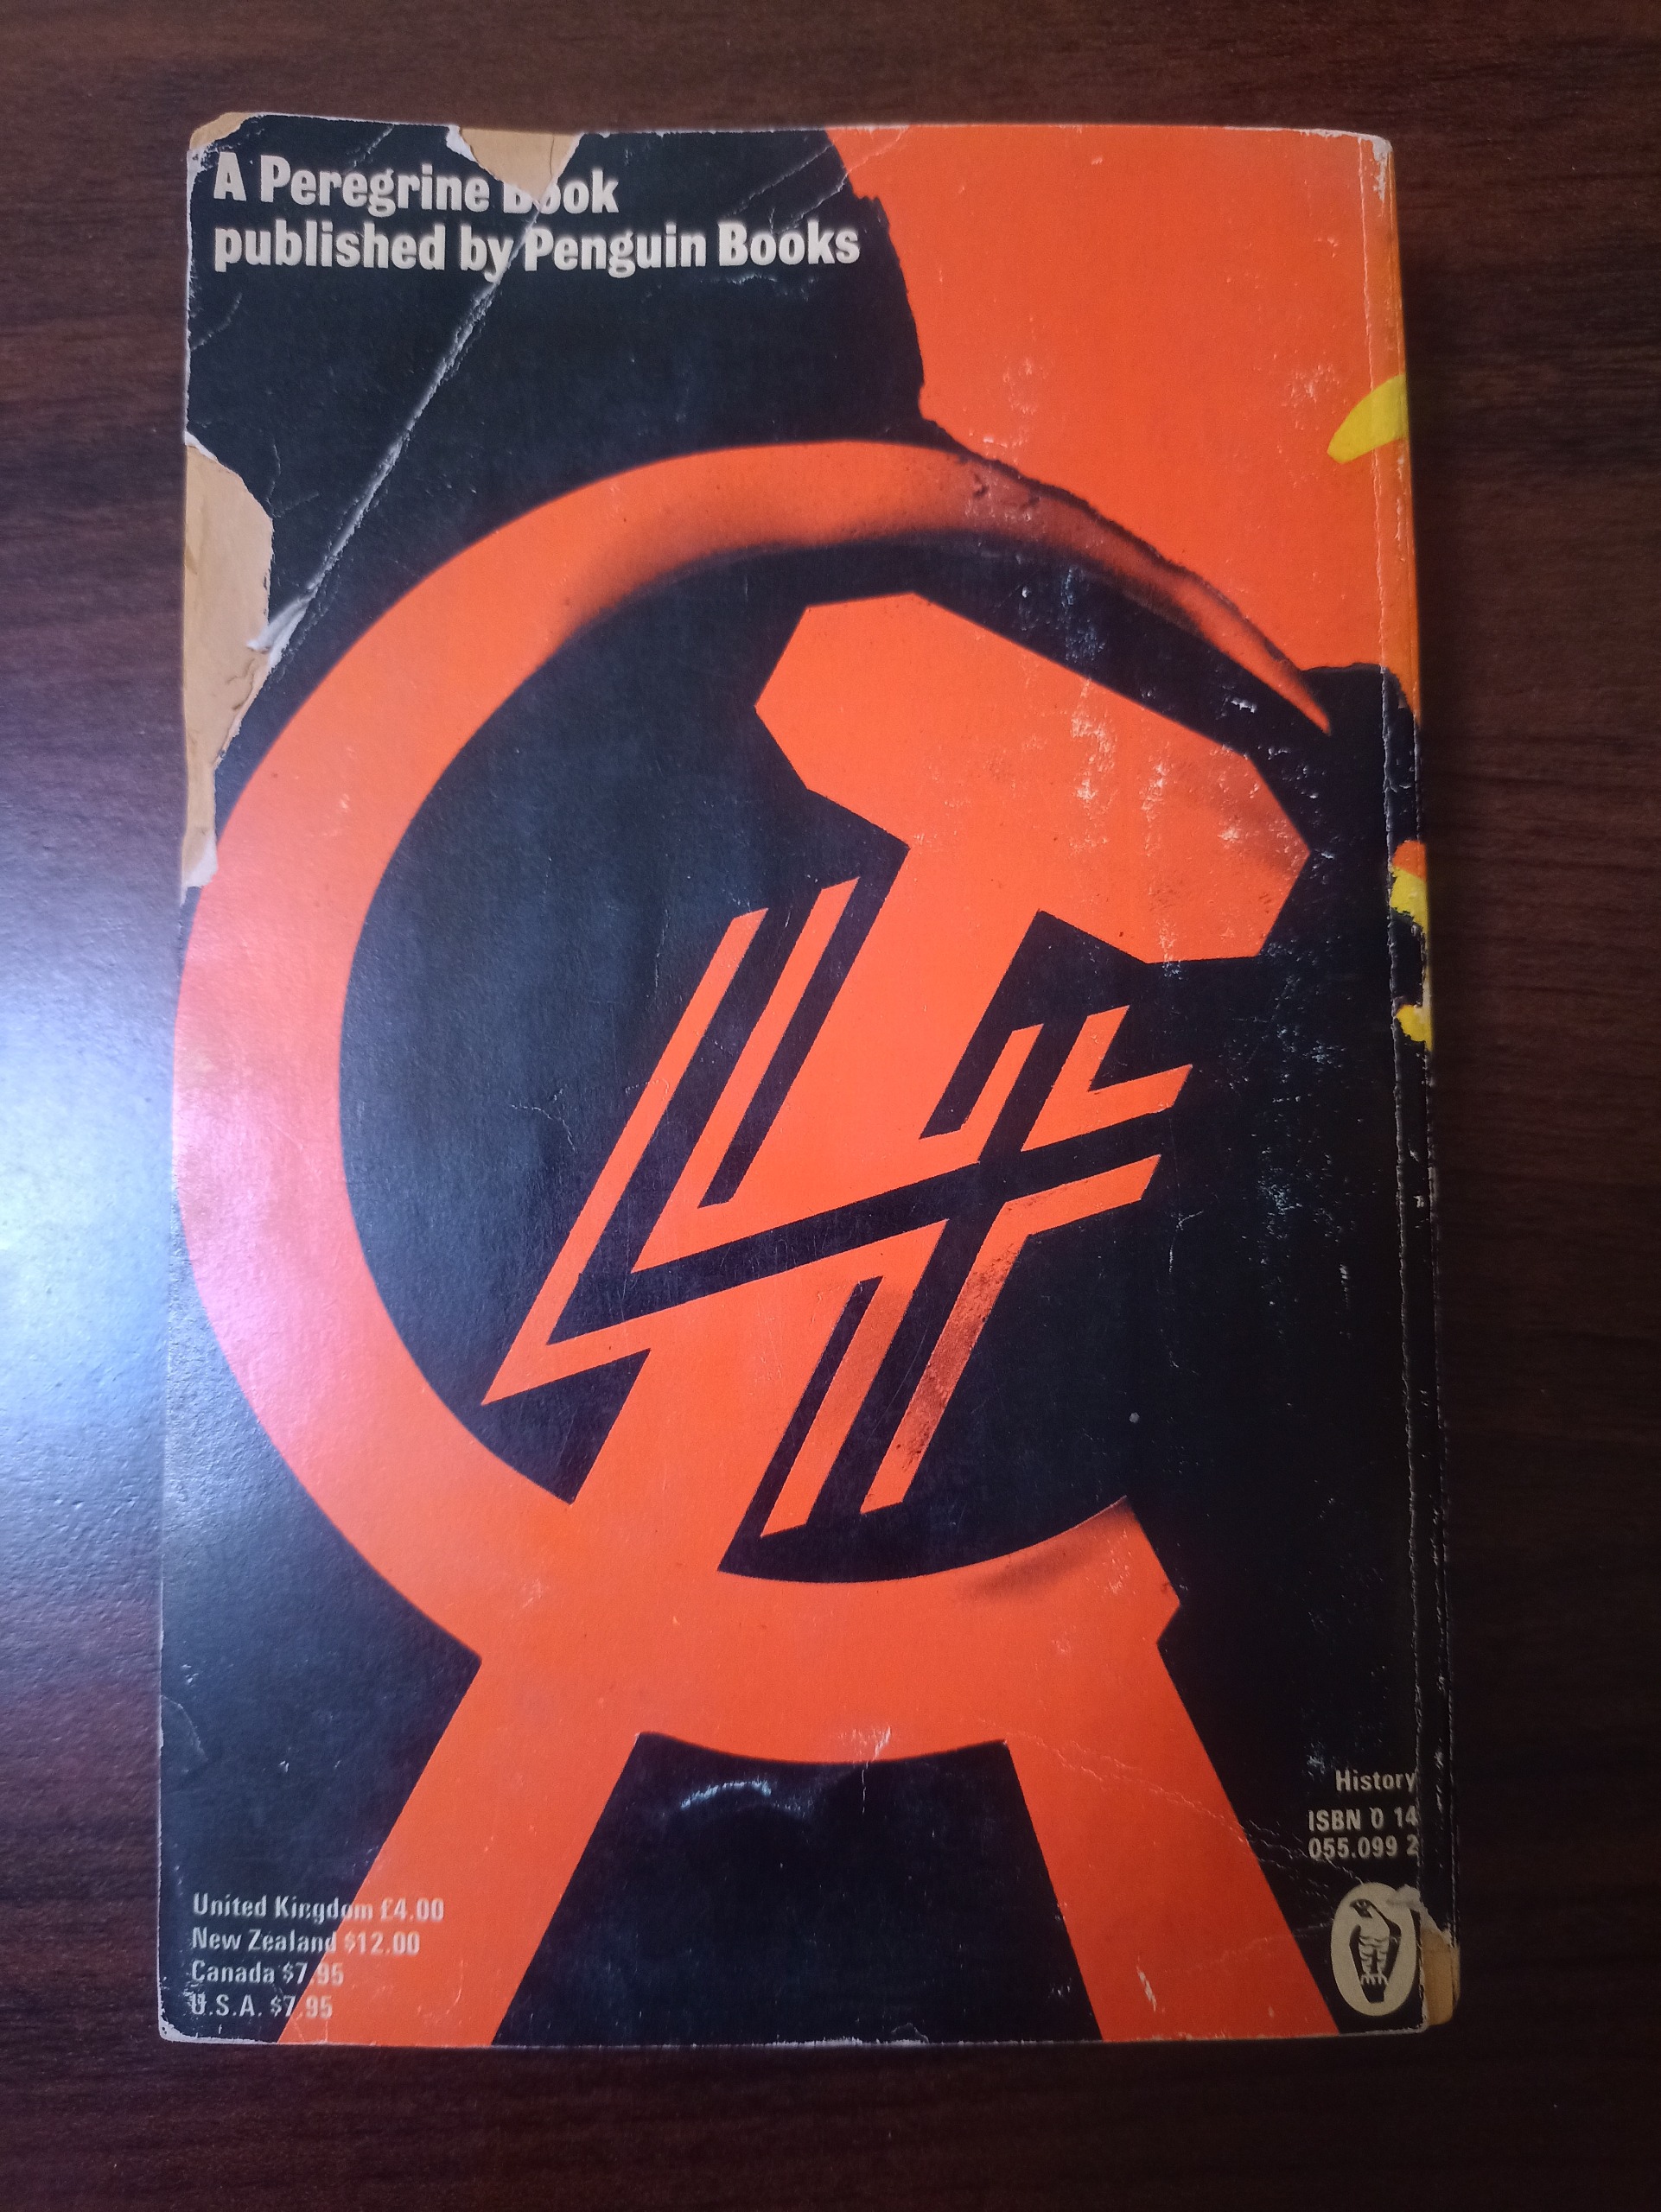 A Peregrine Book
published by Penguin Books
History
ISBN 0 14
055.099 2
United Kingdom £4.00
New Zealand $12.00
Canada $7.95
U.S.A. $7.95